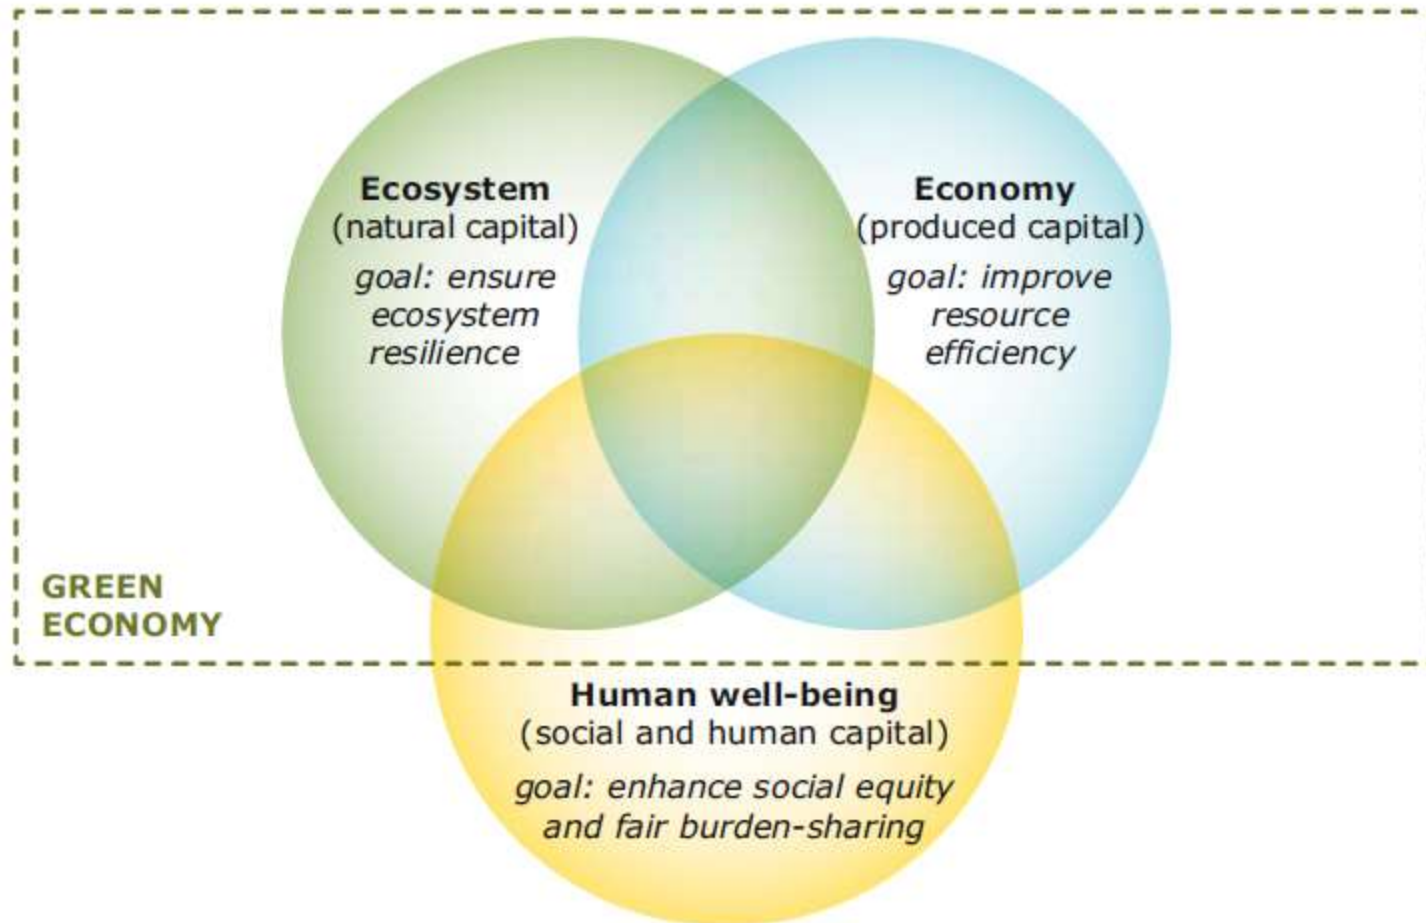 Ecosystem
(natural capital)
goal: ensure
ecosystem
resilience
Economy
(produced capital)
goal: improve
resource
efficiency
GREEN
ECONOMY
Human well-being
(social and human capital)
goal: enhance social equity
and fair burden-sharing